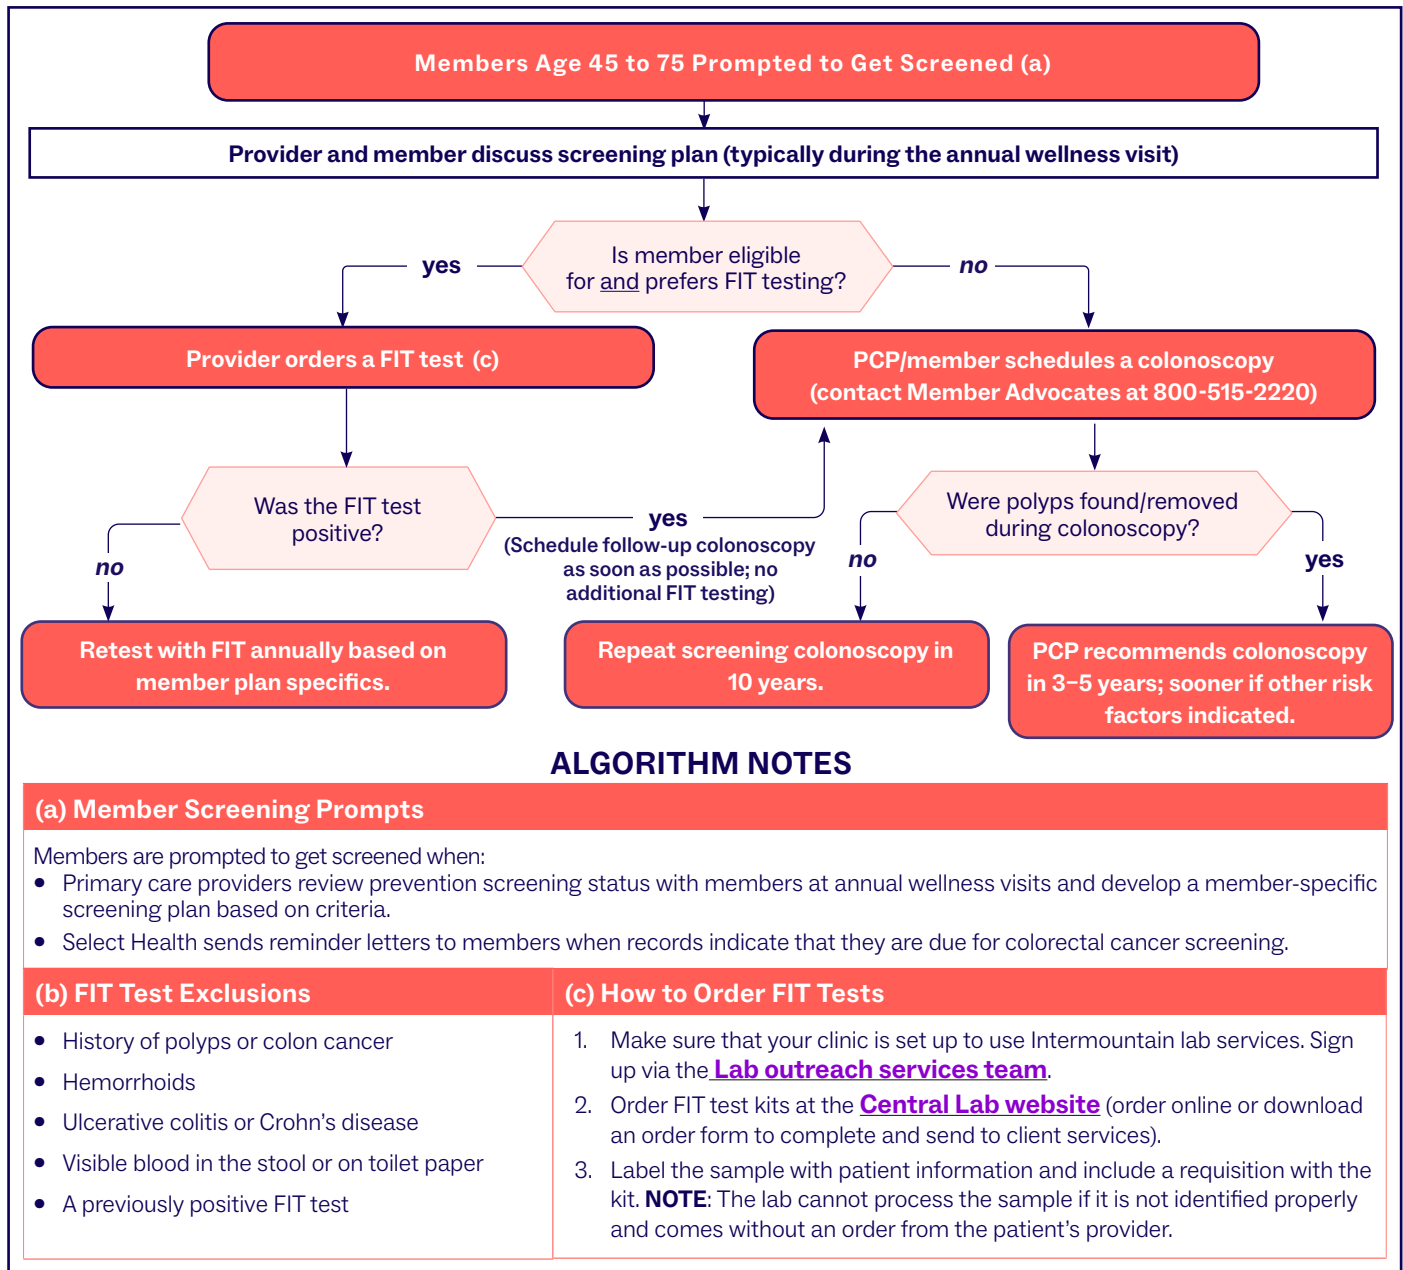 Members Age 45 to 75 Prompted to Get Screened (a)
Provider and member discuss screening plan (typically during the annual wellness visit)
Is member eligible
for and prefers FIT testing?
yes
no
Provider orders a FIT test (c)
PCP/member schedules a colonoscopy
(contact Member Advocates at 800-515-2220)
Was the FIT test
positive?
yes
(Schedule follow-up colonoscopy
as soon as possible; no
additional FIT testing)
no
Were polyps found/removed
during colonoscopy?
no
yes
Retest with FIT annually based on
member plan specifics.
Repeat screening colonoscopy in
10 years.
PCP recommends colonoscopy
in 3–5 years; sooner if other risk
factors indicated.
ALGORITHM NOTES
(a) Member Screening Prompts
Members are prompted to get screened when:
• Primary care providers review prevention screening status with members at annual wellness visits and develop a member-specific
screening plan based on criteria.
• Select Health sends reminder letters to members when records indicate that they are due for colorectal cancer screening.
(b) FIT Test Exclusions
• History of polyps or colon cancer
• Hemorrhoids
• Ulcerative colitis or Crohn's disease
• Visible blood in the stool or on toilet paper
• A previously positive FIT test
(c) How to Order FIT Tests
1. Make sure that your clinic is set up to use Intermountain lab services. Sign
up via the Lab outreach services team.
2. Order FIT test kits at the Central Lab website (order online or download
an order form to complete and send to client services).
3. Label the sample with patient information and include a requisition with the
kit. NOTE: The lab cannot process the sample if it is not identified properly
and comes without an order from the patient's provider.